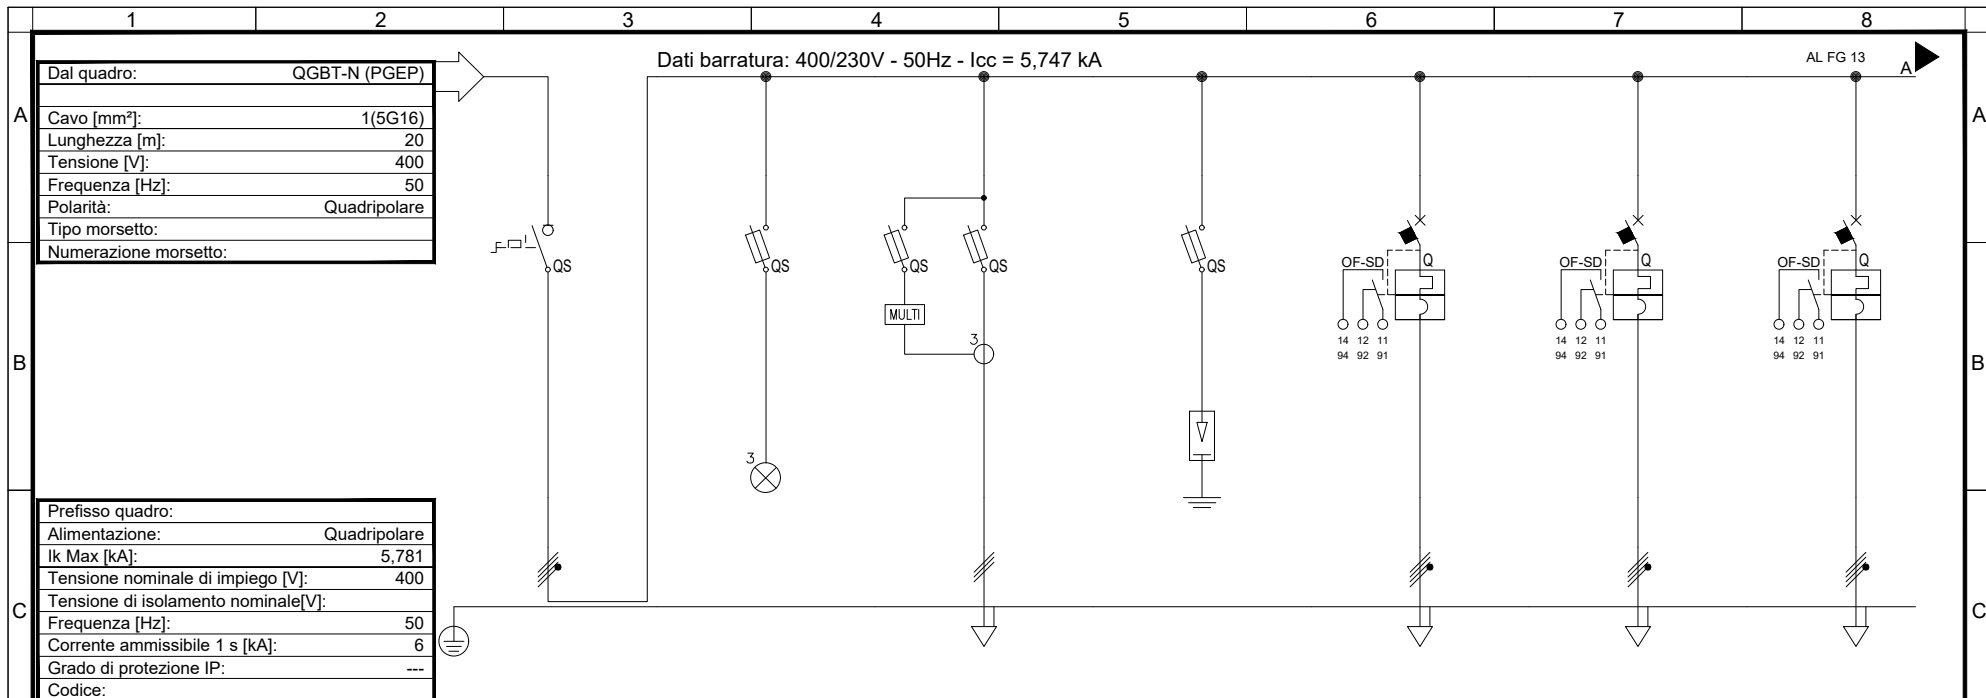 1 2 3 4 5 6 7 8
Dati barratura: 400/230V - 50Hz - Icc = 5,747 kA
AL FG 13
A
Dal quadro: QGBT-N (PGEP)
A A
Cavo [mm²]: 1(5G16)
Lunghezza [m]: 20
Tensione [V]: 400
Frequenza [Hz]: 50
Polarità: Quadripolare
Tipo morsetto:
Numerazione morsetto:
QS QS QS QS QS
OF-SD Q OF-SD Q OF-SD Q
MULTI
14 12 11 14 12 11 14 12 11
94 92 91 94 92 91 94 92 91
3
B B
3
Prefisso quadro:
Alimentazione: Quadripolare
Ik Max [kA]: 5,781
Tensione nominale di impiego [V]: 400
Tensione di isolamento nominale[V]:
C C
Frequenza [Hz]: 50
Corrente ammissibile 1 s [kA]: 6
Grado di protezione IP: ---
Codice: